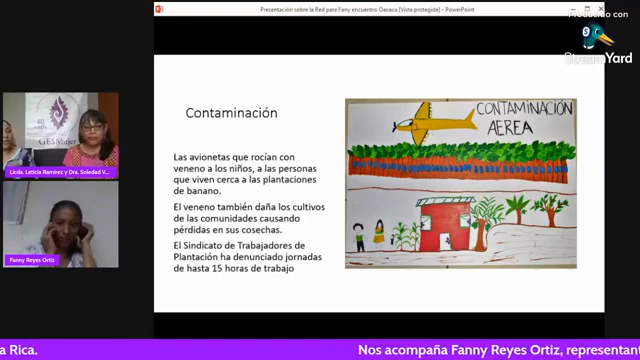 Presentación sobre la Red para Fany encuentro Oaxaca [Vista protegida] - PowerPoint
Producido con
StreamYard
Contaminación
Las avionetas que rocían con
veneno a los niños, a las personas
que viven cerca a las plantaciones
de banano.
El veneno también daña los cultivos
de las comunidades causando
pérdidas en sus cosechas.
El Sindicato de Trabajadores de
Plantación ha denunciado jornadas
de hasta 15 horas de trabajo
CONTAMINACIÓN
AEREA
GESMujer
Licda. Leticia Ramírez y Dra. Soledad V...
Fanny Reyes Ortiz
a Rica.
Nos acompaña Fanny Reyes Ortiz, representant